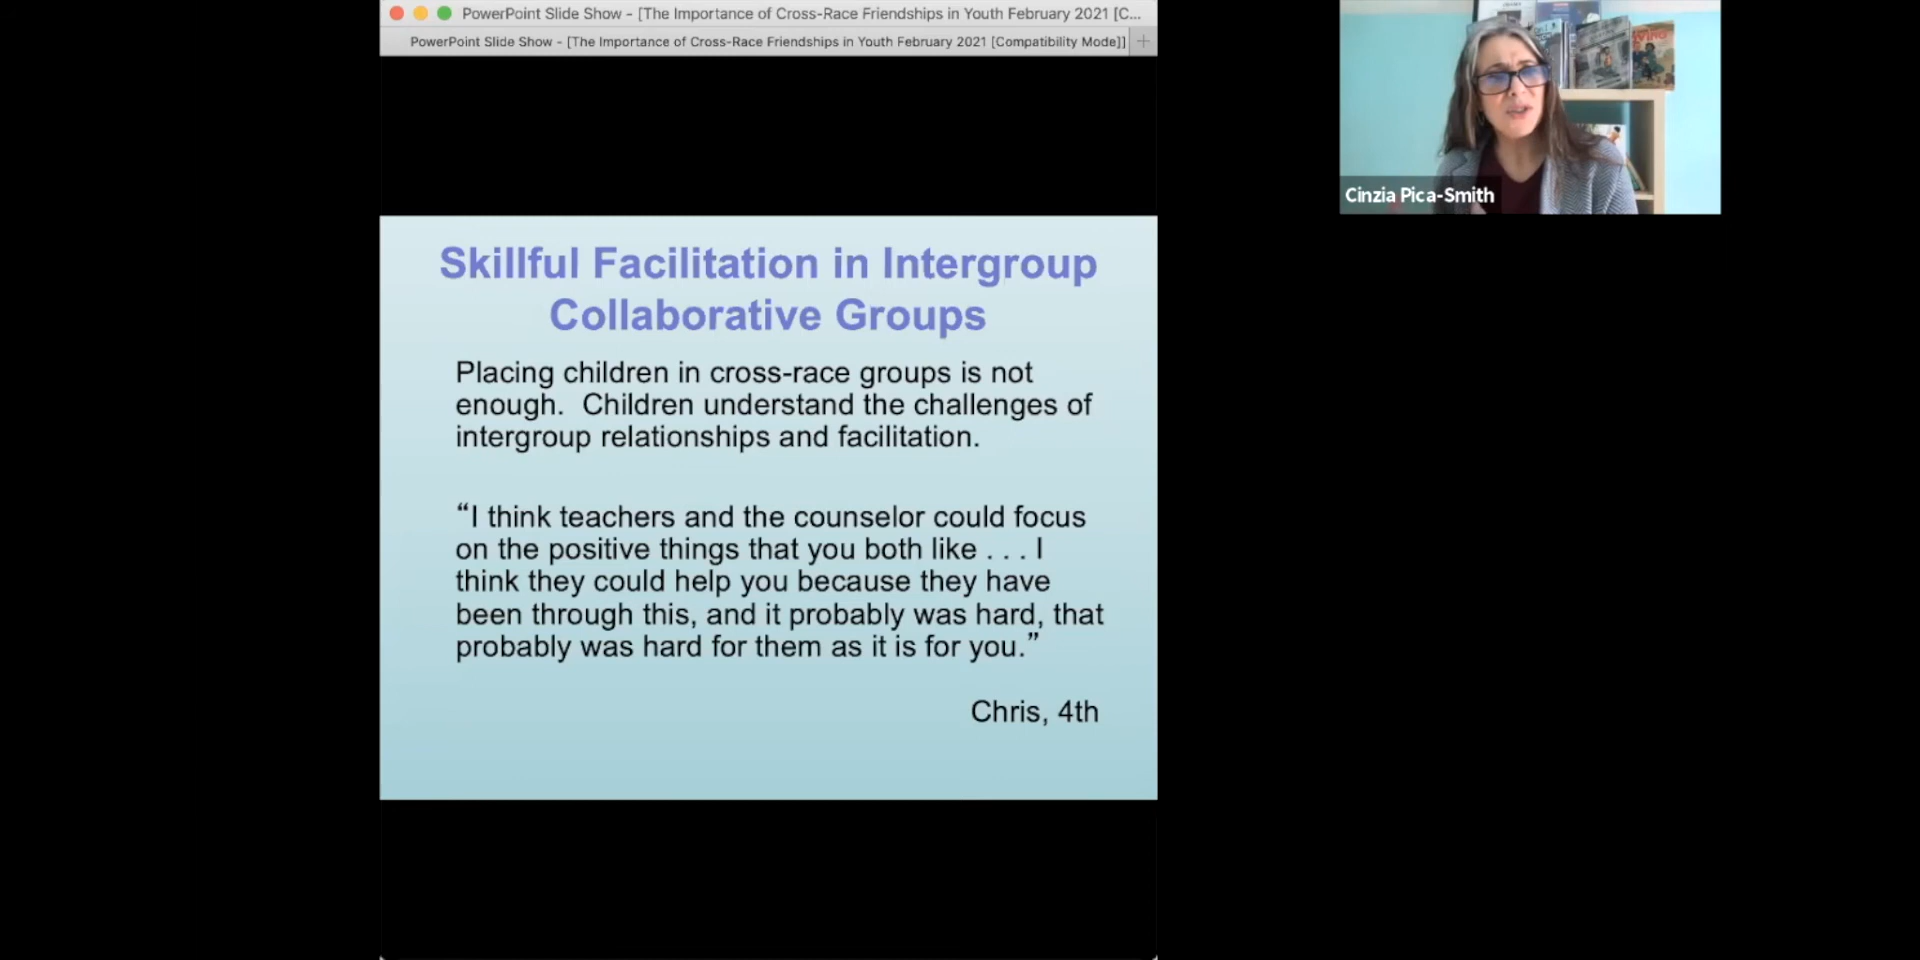 PowerPoint Slide Show - [The Importance of Cross-Race Friendships in Youth February 2021 [C...
PowerPoint Slide Show - [The Importance of Cross-Race Friendships in Youth February 2021 [Compatibility Mode]]
Cinzia Pica-Smith
Skillful Facilitation in Intergroup
Collaborative Groups
Placing children in cross-race groups is not
enough.  Children understand the challenges of
intergroup relationships and facilitation.
“I think teachers and the counselor could focus
on the positive things that you both like . . . I
think they could help you because they have
been through this, and it probably was hard, that
probably was hard for them as it is for you.”
Chris, 4th